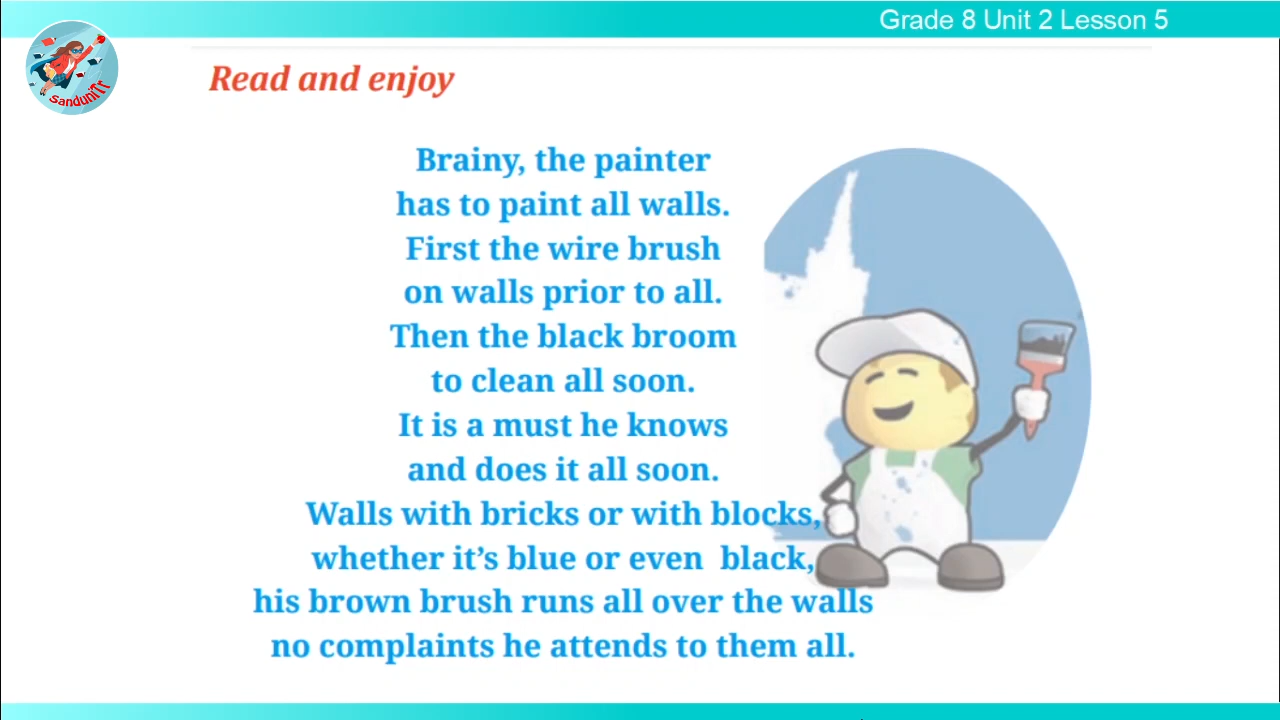 Grade 8 Unit 2 Lesson 5
SanduniTr
Read and enjoy
Brainy, the painter
has to paint all walls.
First the wire brush
on walls prior to all.
Then the black broom
to clean all soon.
It is a must he knows
and does it all soon.
Walls with bricks or with blocks,
whether it's blue or even  black,
his brown brush runs all over the walls
no complaints he attends to them all.